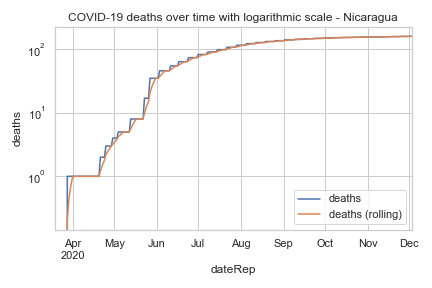 COVID-19 deaths over time with logarithmic scale - Nicaragua
deaths
10²
10¹
10⁰
deaths
deaths (rolling)
Apr May Jun Jul Aug Sep Oct Nov Dec
2020
dateRep